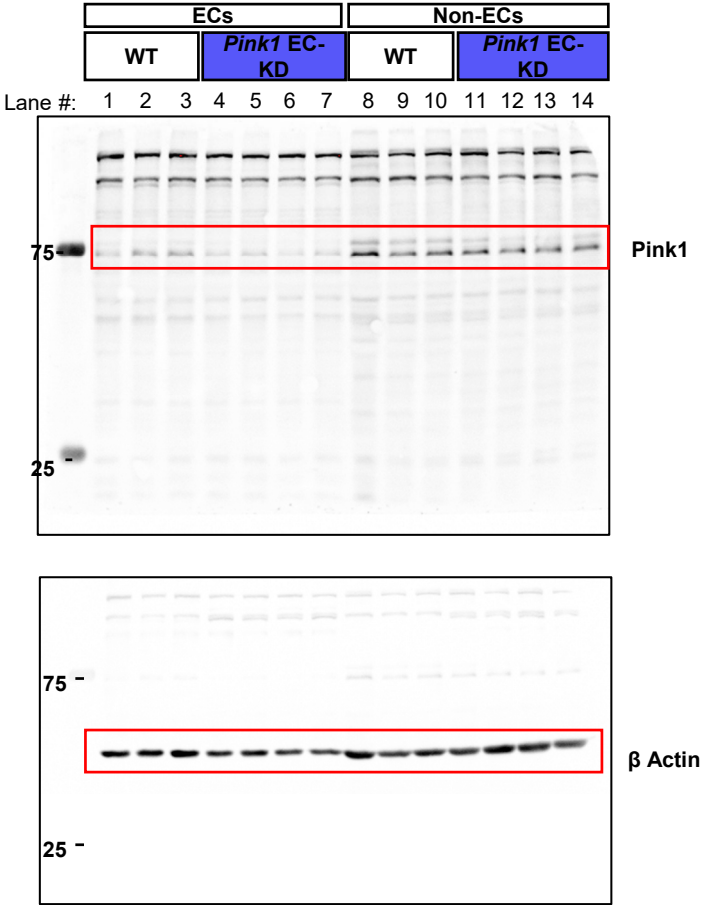 ECs Non-ECs
WT Pink1 EC-
KD WT Pink1 EC-
KD
Lane #: 1 2 3 4 5 6 7 8 9 10 11 12 13 14
75-
Pink1
25 -
75 -
β Actin
25 -